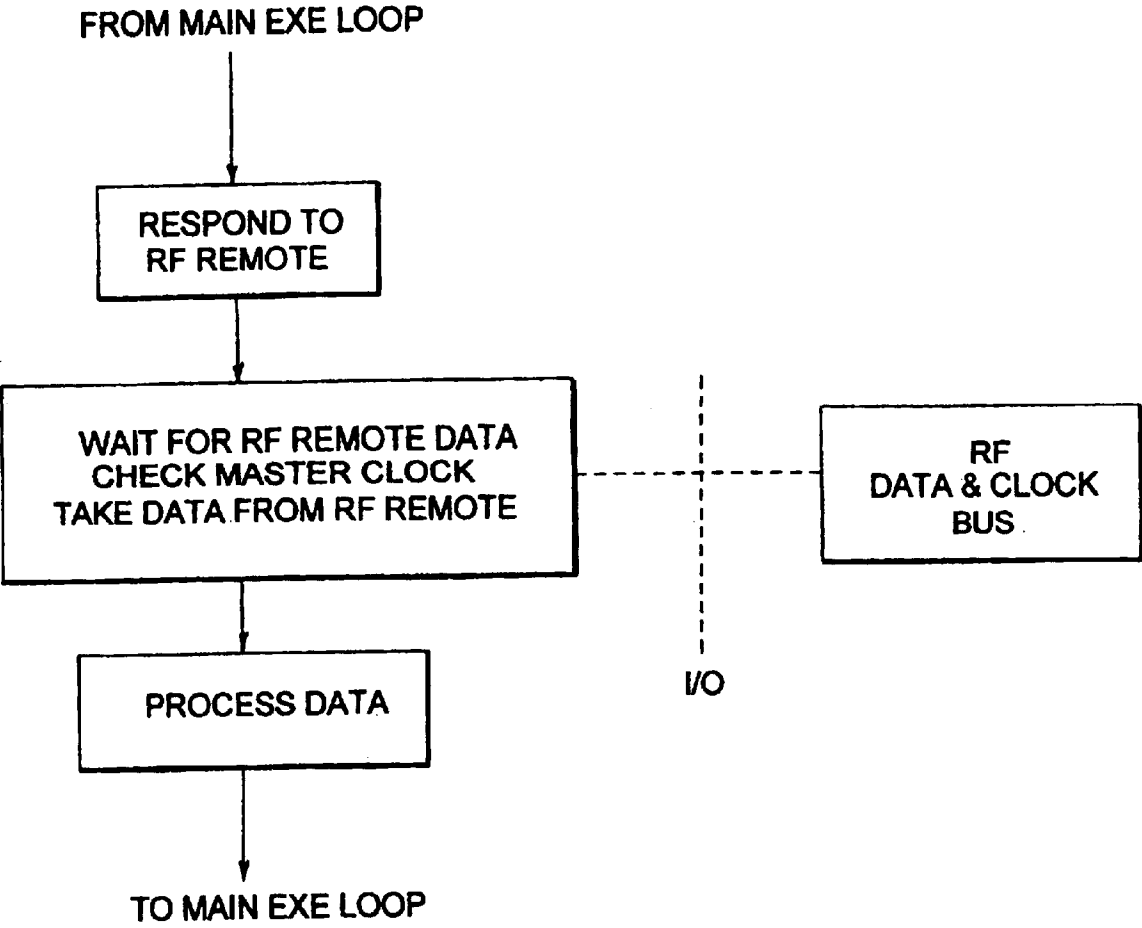 FROM MAIN EXE LOOP
RESPOND TO
RF REMOTE
WAIT FOR RF REMOTE DATA
CHECK MASTER CLOCK
TAKE DATA FROM RF REMOTE
RF
DATA & CLOCK
BUS
I/O
PROCESS DATA
TO MAIN EXE LOOP